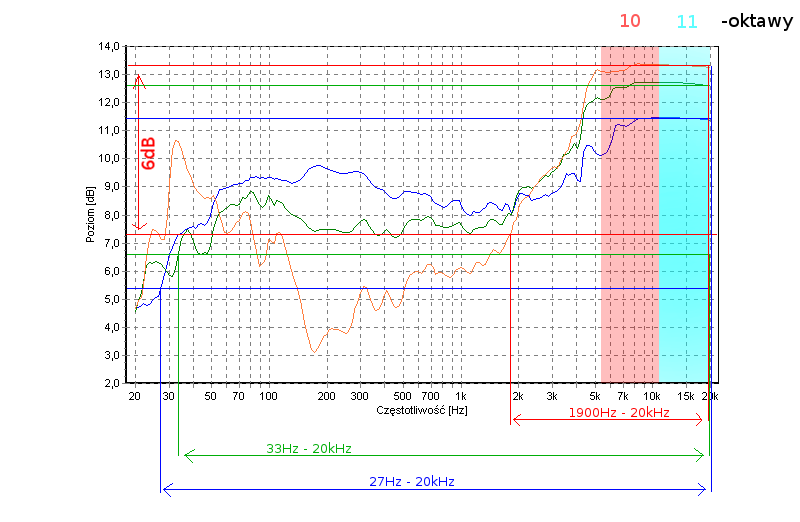 10 11 -oktawy
14,0
13,0
12,0
11,0
10,0
9,0
8,0
7,0
6,0
5,0
4,0
3,0
2,0
Poziom [dB]
6dB
20 30 50 70 100 200 300 500 700 1k 2k 3k 5k 7k 10k 15k 20k
Częstotliwość [Hz]
1900Hz - 20kHz
33Hz - 20kHz
27Hz - 20kHz